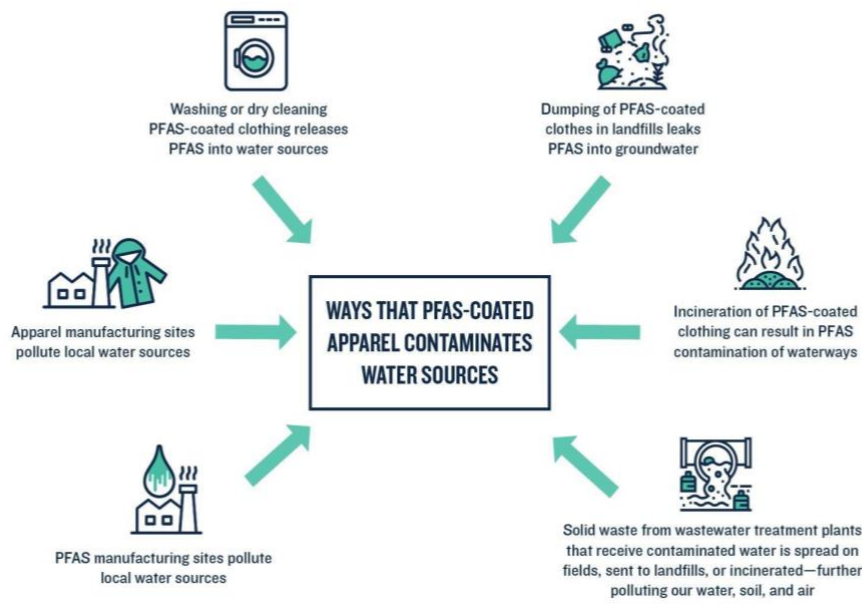 Washing or dry cleaning
PFAS-coated clothing releases
PFAS into water sources
Dumping of PFAS-coated
clothes in landfills leaks
PFAS into groundwater
Apparel manufacturing sites
pollute local water sources
WAYS THAT PFAS-COATED
APPAREL CONTAMINATES
WATER SOURCES
Incineration of PFAS-coated
clothing can result in PFAS
contamination of waterways
PFAS manufacturing sites pollute
local water sources
Solid waste from wastewater treatment plants
that receive contaminated water is spread on
fields, sent to landfills, or incinerated—further
polluting our water, soil, and air